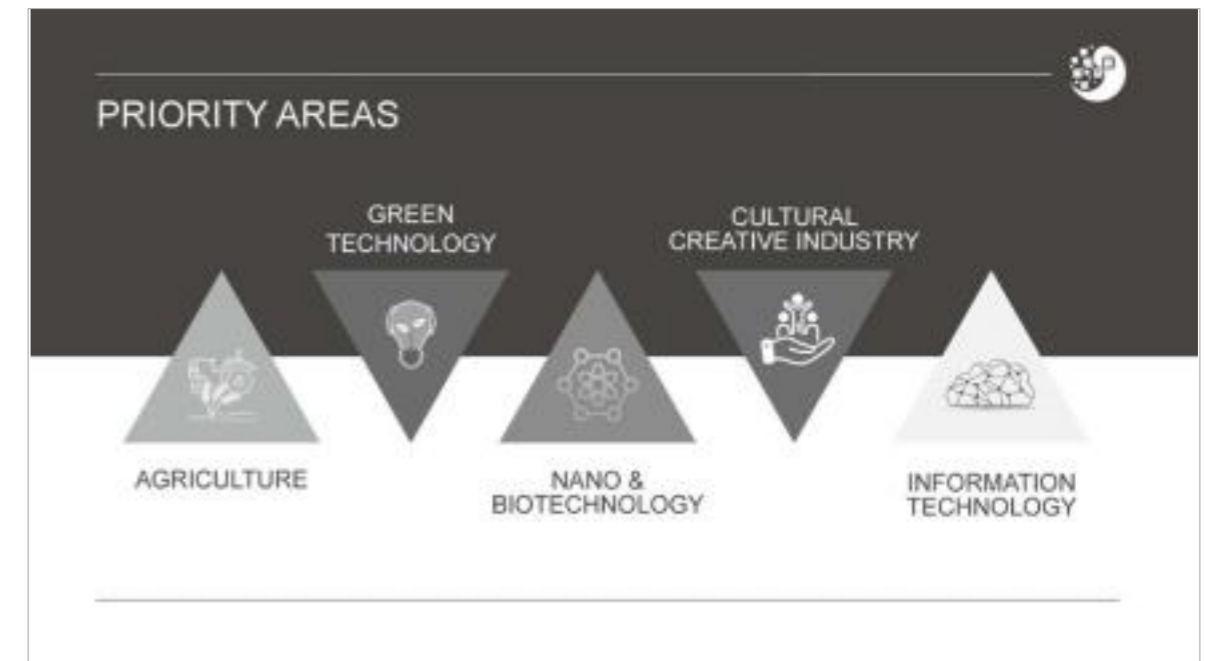 PRIORITY AREAS
GREEN
TECHNOLOGY
CULTURAL
CREATIVE INDUSTRY
AGRICULTURE
NANO &
BIOTECHNOLOGY
INFORMATION
TECHNOLOGY